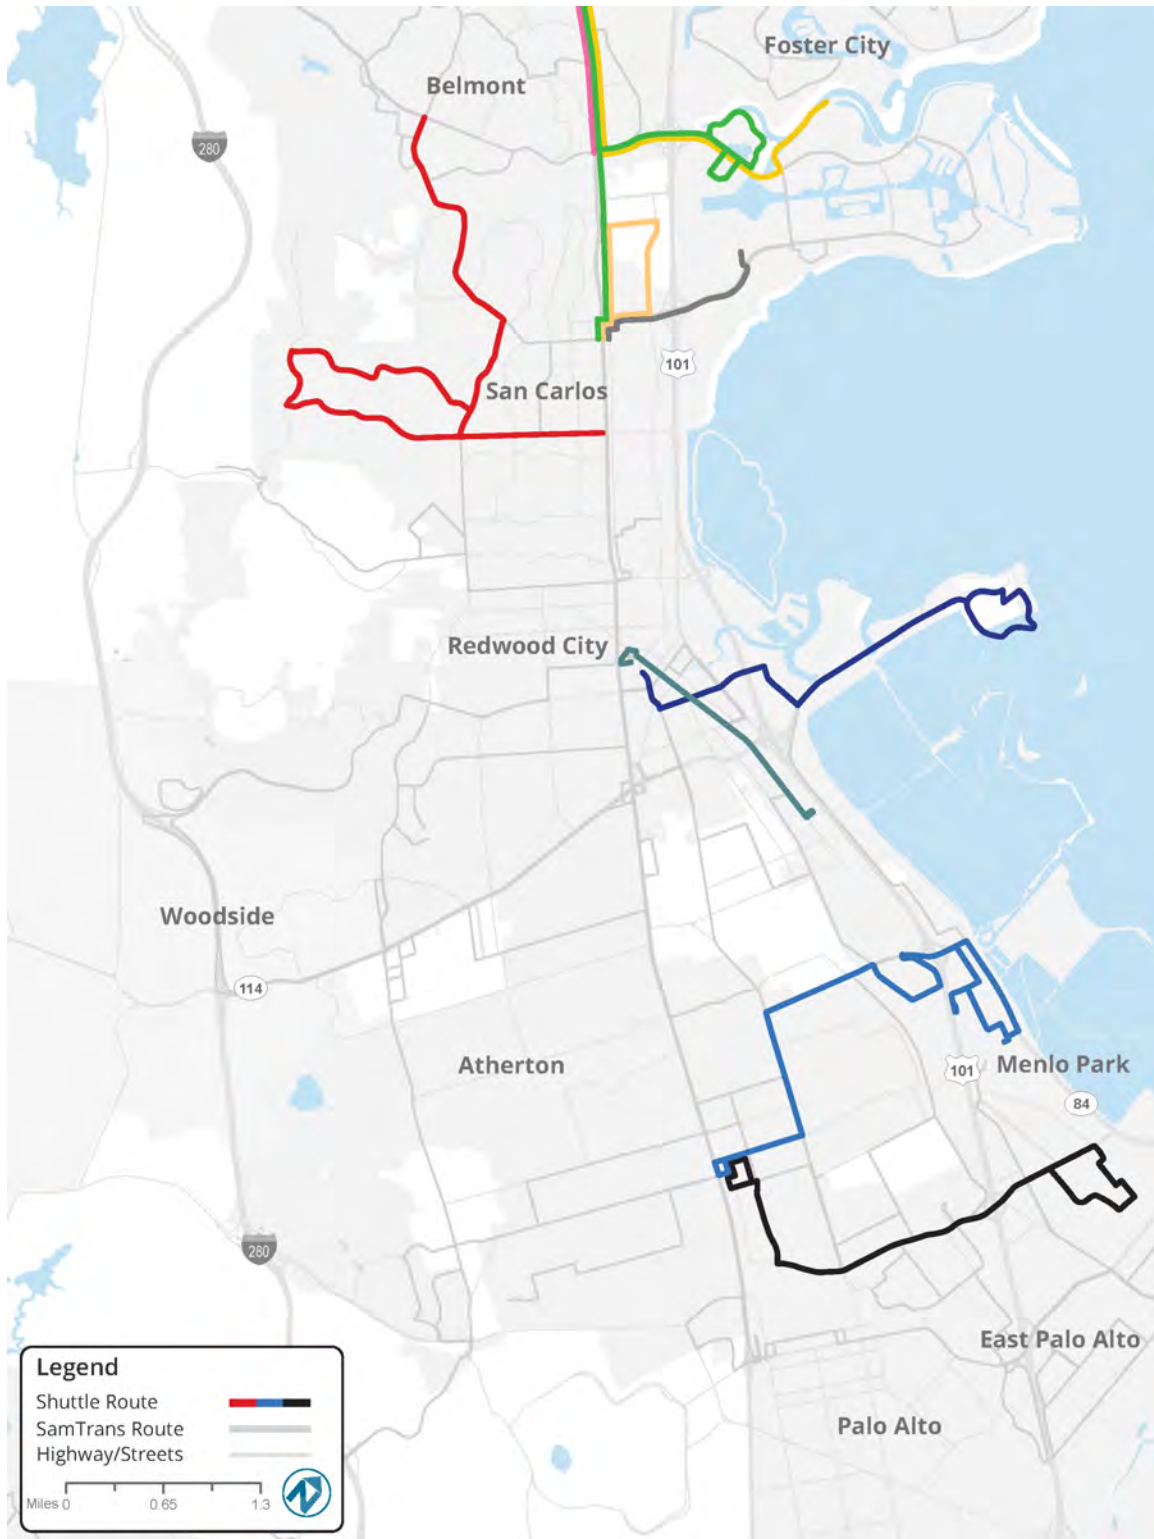 Foster City
Belmont
280
101
San Carlos
Redwood City
Woodside
114
Atherton
101
Menlo Park
84
280
East Palo Alto
Palo Alto
Legend
Shuttle Route
SamTrans Route
Highway/Streets
Miles 0 0.65 1.3